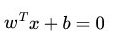 $w^T x + b = 0$